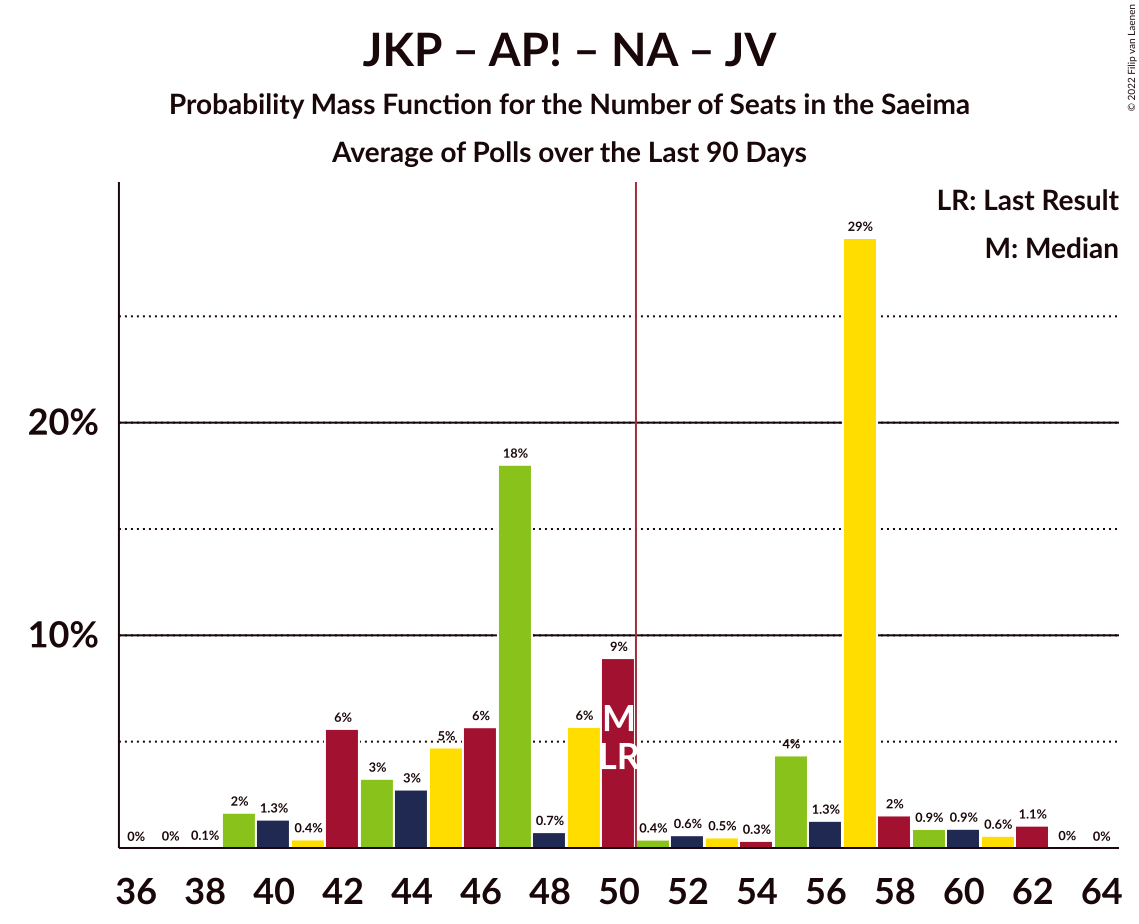 JKP – AP! – NA – JV
Probability Mass Function for the Number of Seats in the Saeima
Average of Polls over the Last 90 Days
© 2022 Filip van Laenen
LR: Last Result
M: Median
20%
10%
0% 0% 0.1% 2% 1.3% 0.4% 6% 3% 3% 5% 6% 18% 0.7% 6% 9% 0.4% 0.6% 0.5% 0.3% 4% 1.3% 29% 2% 0.9% 0.9% 0.6% 1.1% 0% 0%
M
LR
36 38 40 42 44 46 48 50 52 54 56 58 60 62 64